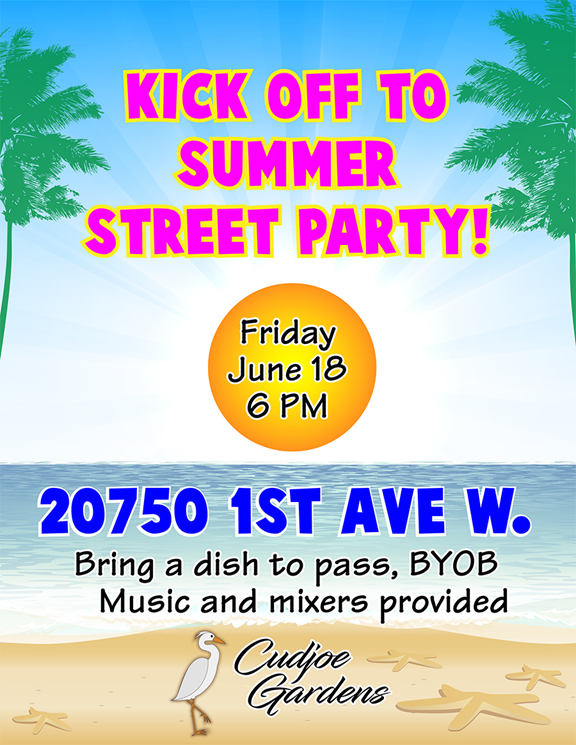 KICK OFF TO
SUMMER
STREET PARTY!
Friday
June 18
6 PM
20750 1ST AVE W.
Bring a dish to pass, BYOB
Music and mixers provided
Cudjoe
Gardens